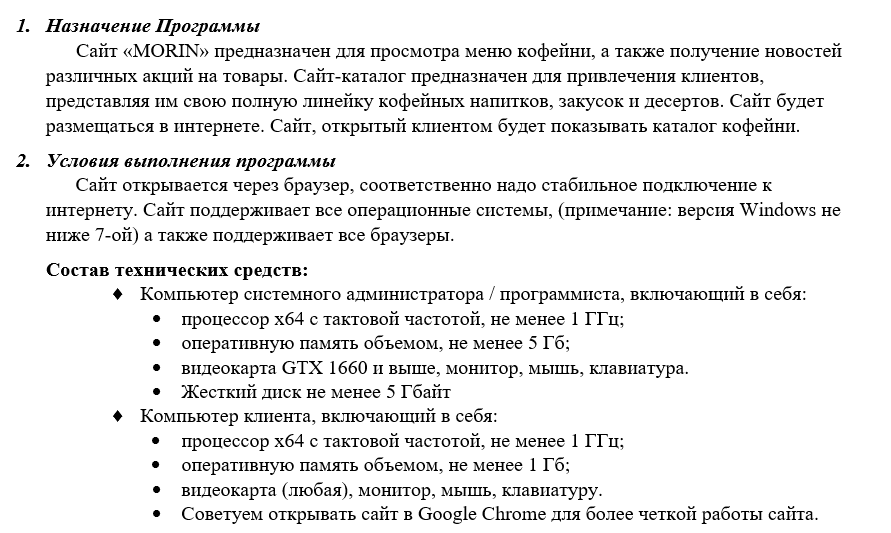 1. Назначение Программы
Сайт «MORIN» предназначен для просмотра меню кофейни, а также получение новостей
различных акций на товары. Сайт-каталог предназначен для привлечения клиентов,
представляя им свою полную линейку кофейных напитков, закусок и десертов. Сайт будет
размещаться в интернете. Сайт, открытый клиентом будет показывать каталог кофейни.
2. Условия выполнения программы
Сайт открывается через браузер, соответственно надо стабильное подключение к
интернету. Сайт поддерживает все операционные системы, (примечание: версия Windows не
ниже 7-ой) а также поддерживает все браузеры.
Состав технических средств:
♦ Компьютер системного администратора / программиста, включающий в себя:
• процессор x64 с тактовой частотой, не менее 1 ГГц;
• оперативную память объемом, не менее 5 Гб;
• видеокарта GTX 1660 и выше, монитор, мышь, клавиатура.
• Жесткий диск не менее 5 Гбайт
♦ Компьютер клиента, включающий в себя:
• процессор x64 с тактовой частотой, не менее 1 ГГц;
• оперативную память объемом, не менее 1 Гб;
• видеокарта (любая), монитор, мышь, клавиатуру.
• Советуем открывать сайт в Google Chrome для более четкой работы сайта.